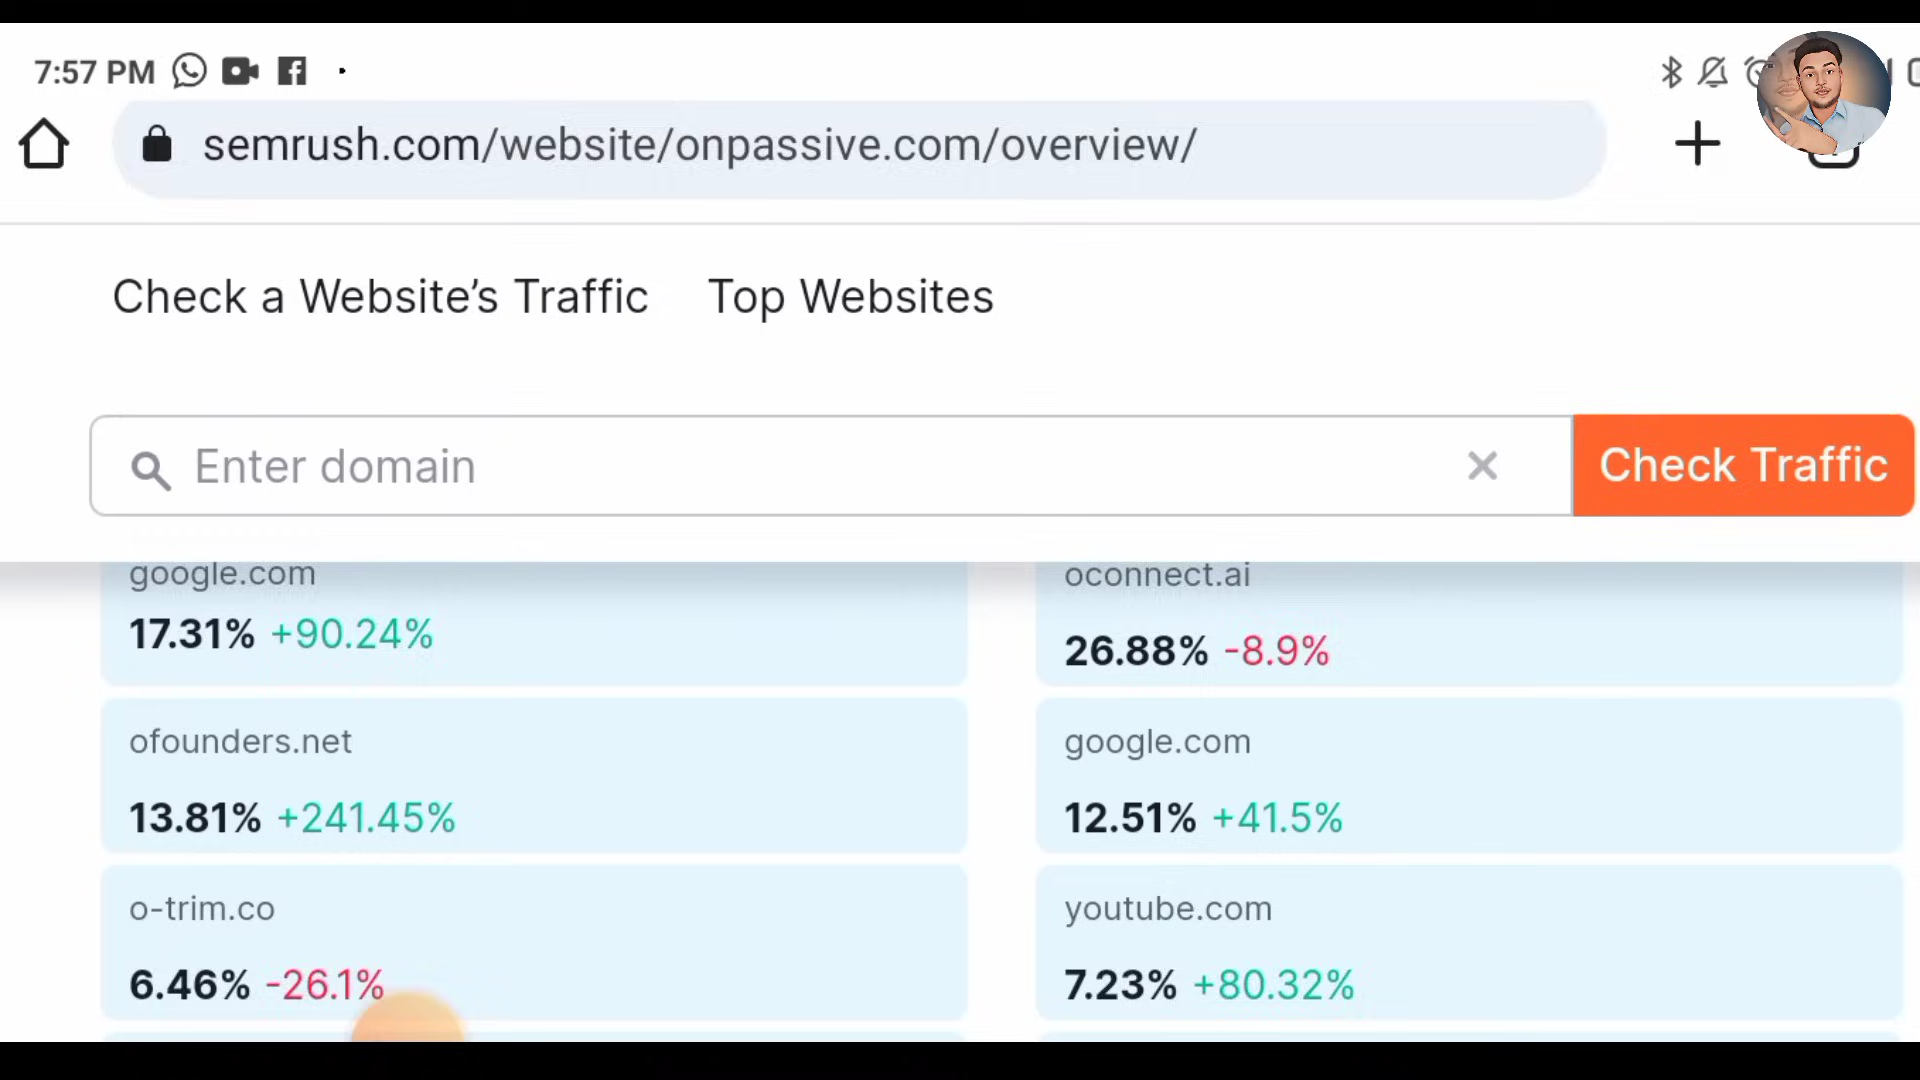 7:57 PM
semrush.com/website/onpassive.com/overview/
Check a Website’s Traffic Top Websites
Enter domain
Check Traffic
google.com
17.31% +90.24%
oconnect.ai
26.88% -8.9%
ofounders.net
13.81% +241.45%
google.com
12.51% +41.5%
o-trim.co
6.46% -26.1%
youtube.com
7.23% +80.32%